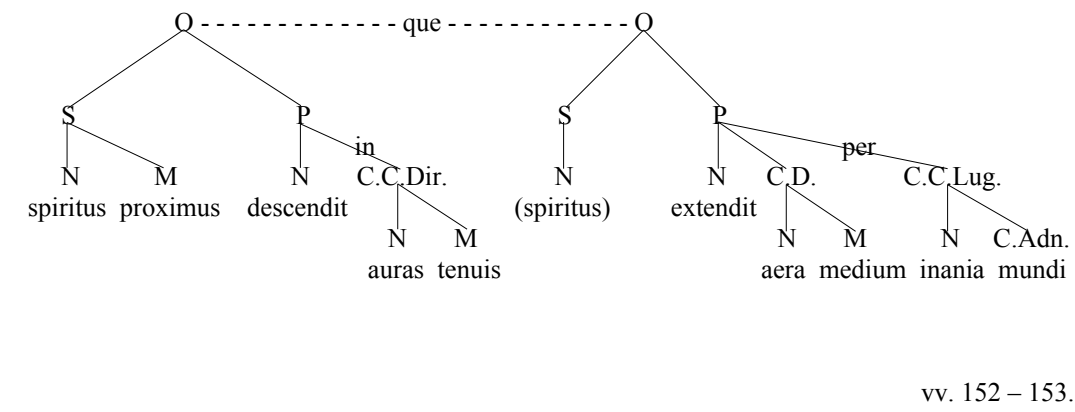 O - - - - - - - - - - - - - que - - - - - - - - - - - - O
S P S P
in per
N M N C.C.Dir. N N C.D. C.C.Lug.
spiritus proximus descendit (spiritus) extendit
N M N M N C.Adn.
auras tenuis aera medium inania mundi
vv. 152 – 153.